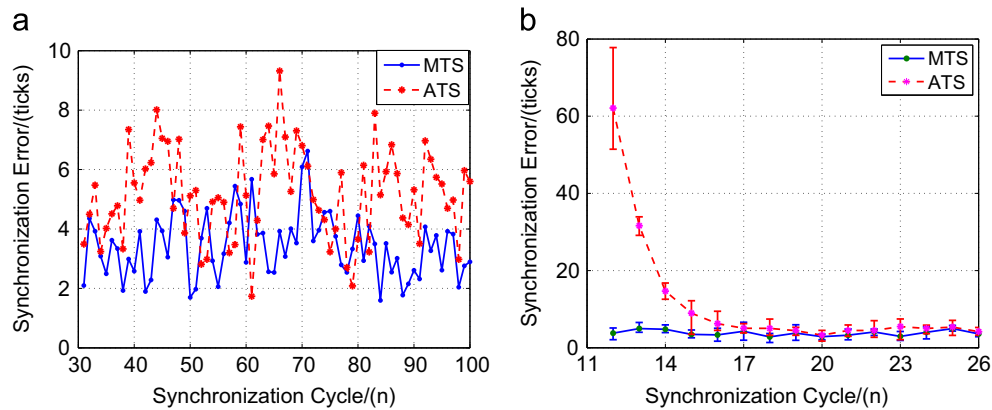 a
Synchronization Error/(ticks)
10
8
6
4
2
0
30
40
50
60
70
80
90
100
Synchronization Cycle/(n)
MTS
ATS
b
Synchronization Error/(ticks)
80
60
40
20
0
11
14
17
20
23
26
Synchronization Cycle/(n)
MTS
ATS